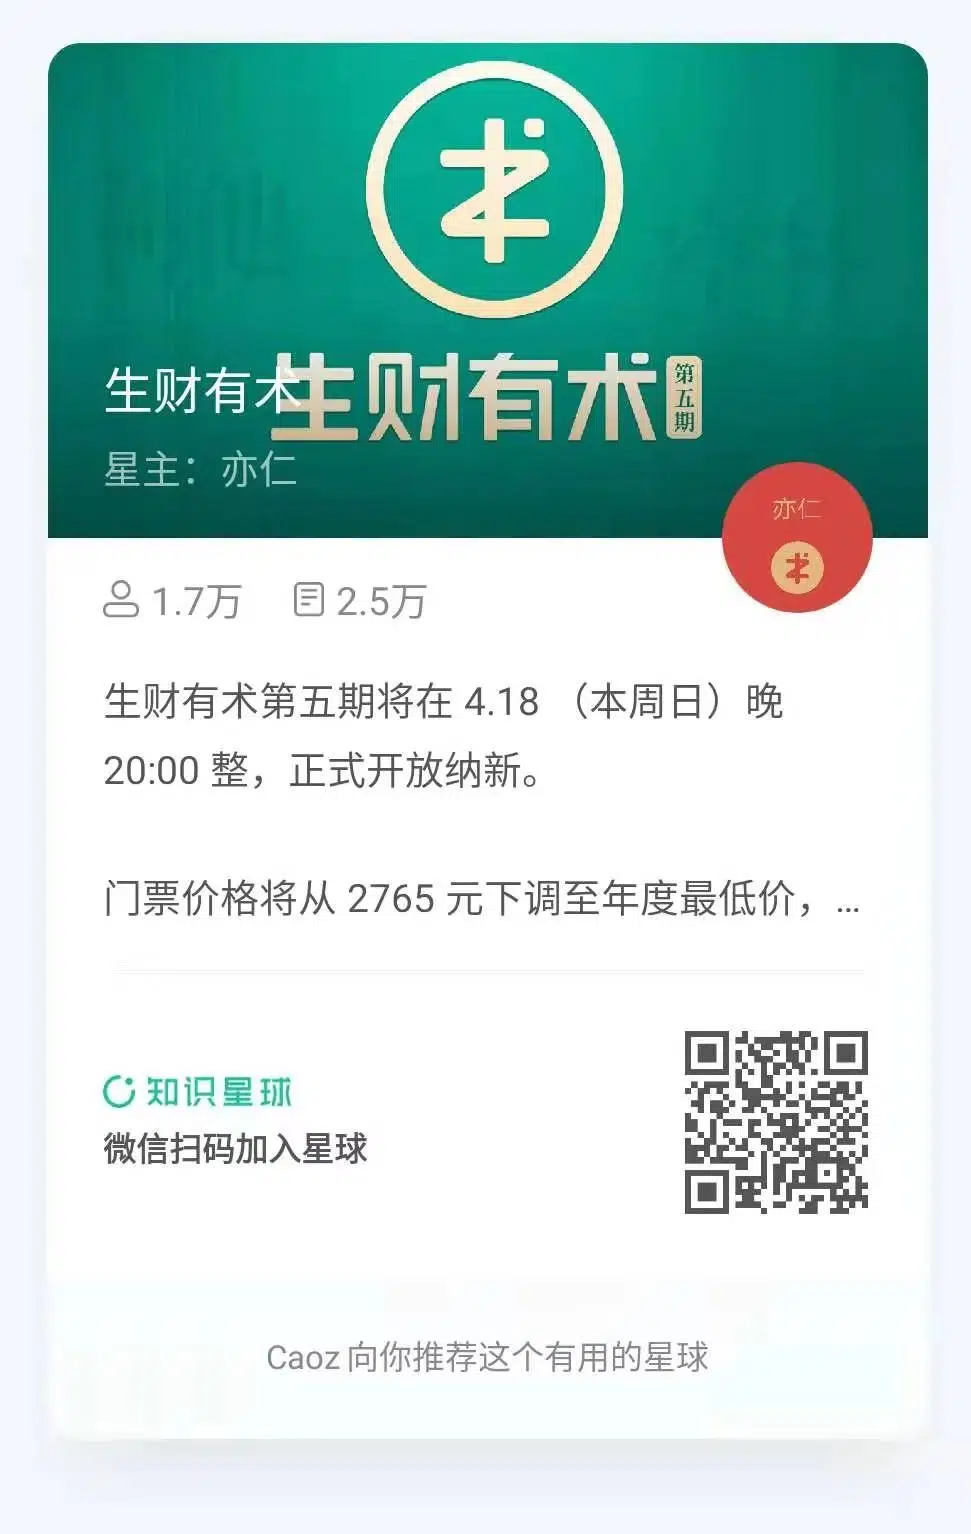 生财有术
第五期
生财有术
星主：亦仁
亦仁
1.7万 2.5万
生财有术第五期将在 4.18 （本周日）晚
20:00 整，正式开放纳新。
门票价格将从 2765 元下调至年度最低价，...
知识星球
微信扫码加入星球
Caoz 向你推荐这个有用的星球